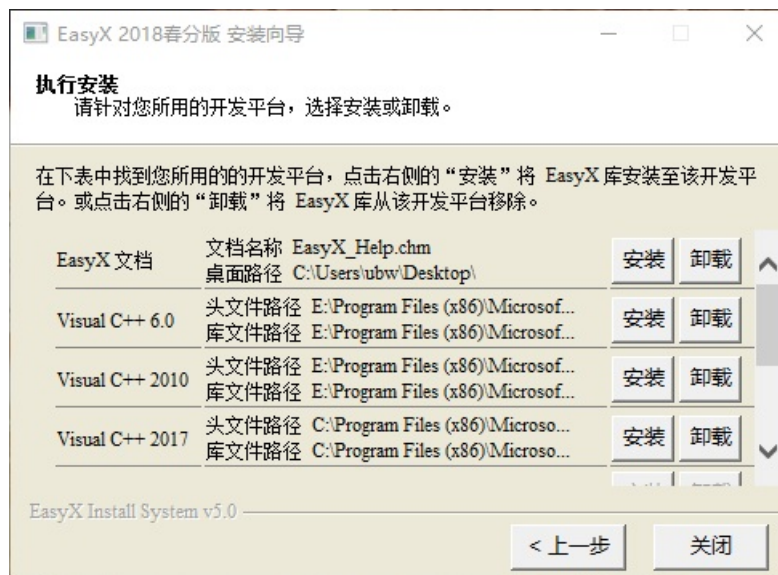 EasyX 2018春分版 安装向导
执行安装
请针对您所用的开发平台，选择安装或卸载。
在下表中找到您所用的的开发平台，点击右侧的“安装”将 EasyX 库安装至该开发平
台。或点击右侧的“卸载”将 EasyX 库从该开发平台移除。
EasyX 文档
文档名称 EasyX_Help.chm
桌面路径 C:\Users\ubw\Desktop\
安装 卸载
Visual C++ 6.0
头文件路径 E:\Program Files (x86)\Microsof...
库文件路径 E:\Program Files (x86)\Microsof...
安装 卸载
Visual C++ 2010
头文件路径 E:\Program Files (x86)\Microsof...
库文件路径 E:\Program Files (x86)\Microsof...
安装 卸载
Visual C++ 2017
头文件路径 C:\Program Files (x86)\Microso...
库文件路径 C:\Program Files (x86)\Microso...
安装 卸载
EasyX Install System v5.0
< 上一步 关闭